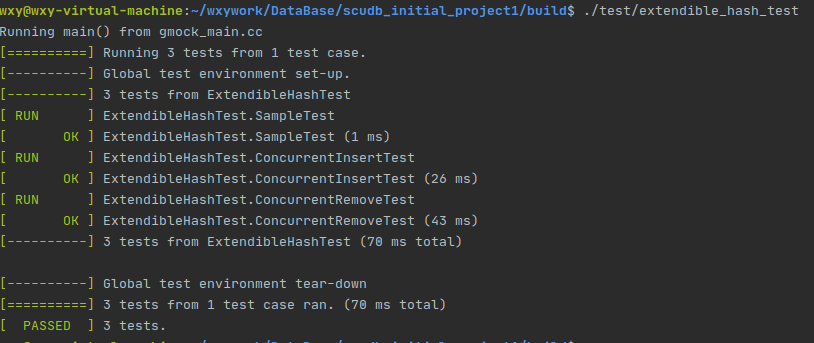 wxy@wxy-virtual-machine:~/wxywork/DataBase/scudb_initial_project1/build$ ./test/extendible_hash_test
Running main() from gmock_main.cc
[==========] Running 3 tests from 1 test case.
[----------] Global test environment set-up.
[----------] 3 tests from ExtendibleHashTest
[ RUN      ] ExtendibleHashTest.SampleTest
[       OK ] ExtendibleHashTest.SampleTest (1 ms)
[ RUN      ] ExtendibleHashTest.ConcurrentInsertTest
[       OK ] ExtendibleHashTest.ConcurrentInsertTest (26 ms)
[ RUN      ] ExtendibleHashTest.ConcurrentRemoveTest
[       OK ] ExtendibleHashTest.ConcurrentRemoveTest (43 ms)
[----------] 3 tests from ExtendibleHashTest (70 ms total)
[----------] Global test environment tear-down
[==========] 3 tests from 1 test case ran. (70 ms total)
[  PASSED  ] 3 tests.